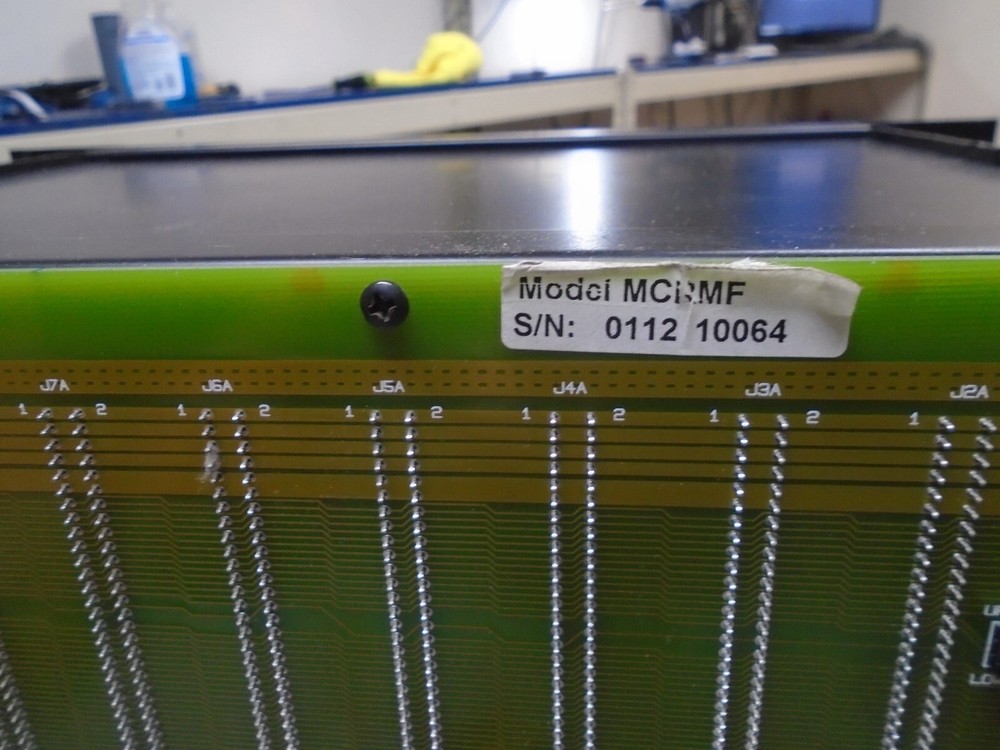 Model MCRMF
S/N: 0112 10064
J7A J6A J5A J4A J3A J2A
1 2 1 2 1 2 1 2 1 2 1